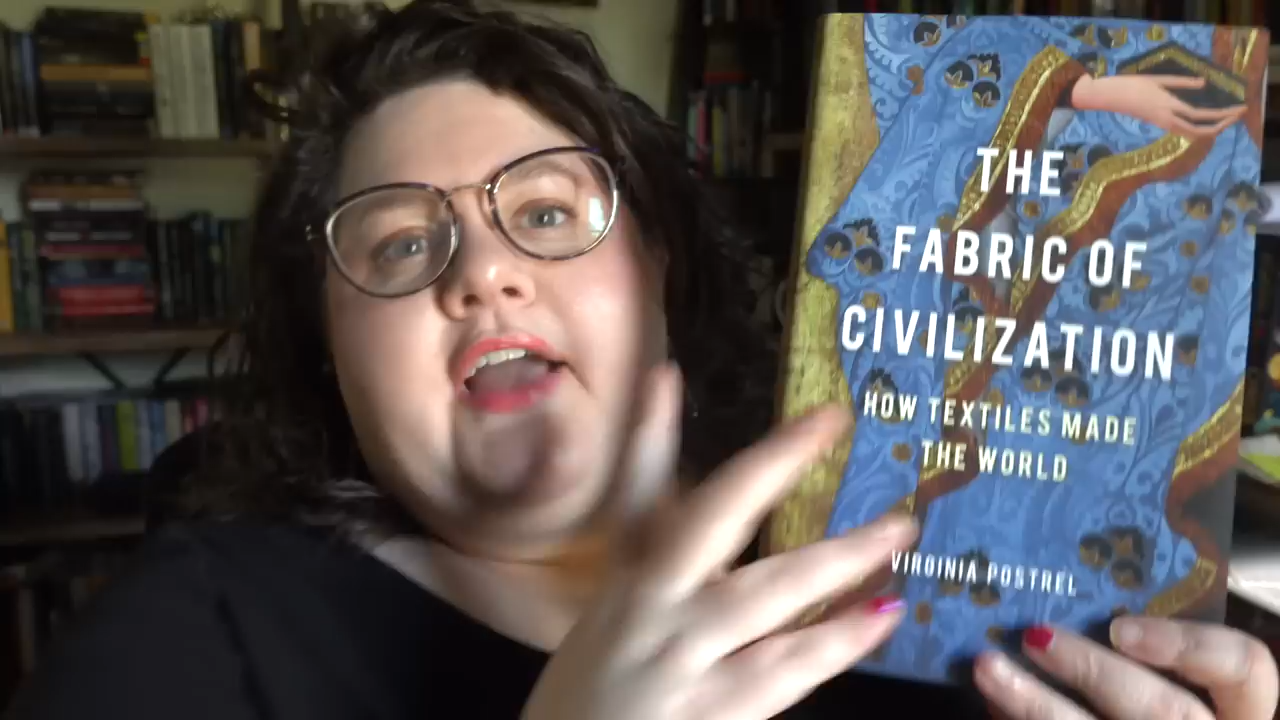 THE
FABRIC OF
CIVILIZATION
HOW TEXTILES MADE
THE WORLD
VIRGINIA POSTREL